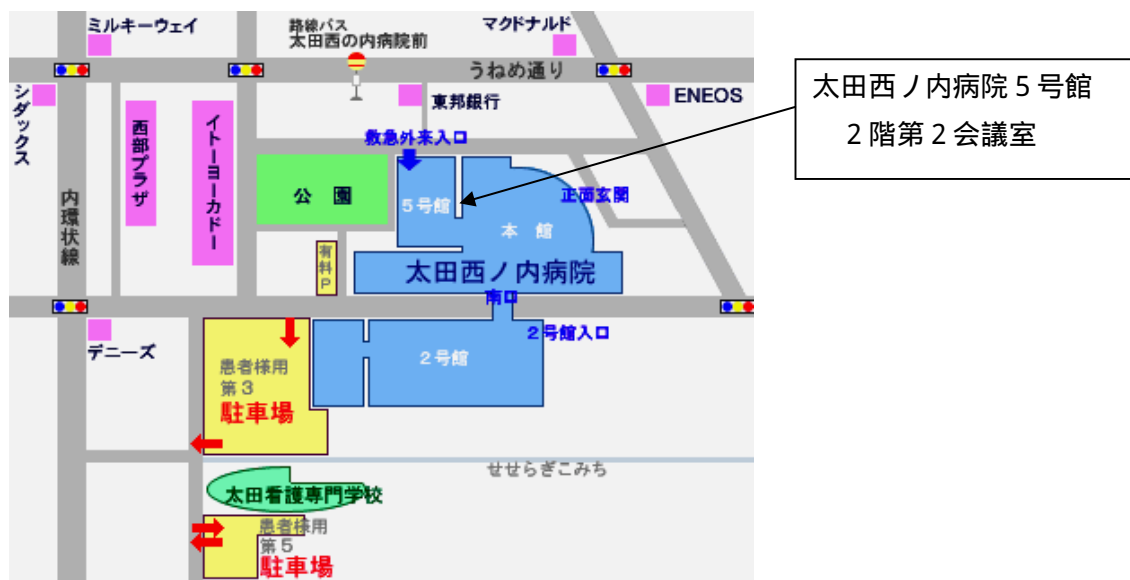 ミルキーウェイ
路線バス
太田西の内病院前
マクドナルド
うねめ通り
シダックス
東邦銀行
ENEOS
太田西ノ内病院5号館
2階第2会議室
西部プラザ
イトーヨーカドー
救急外来入口
公園
5号館
正面玄関
本館
内環状線
有料P
太田西ノ内病院
南口
デニーズ
2号館入口
2号館
患者様用
第3
駐車場
せせらぎこみち
太田看護専門学校
患者様用
第5
駐車場